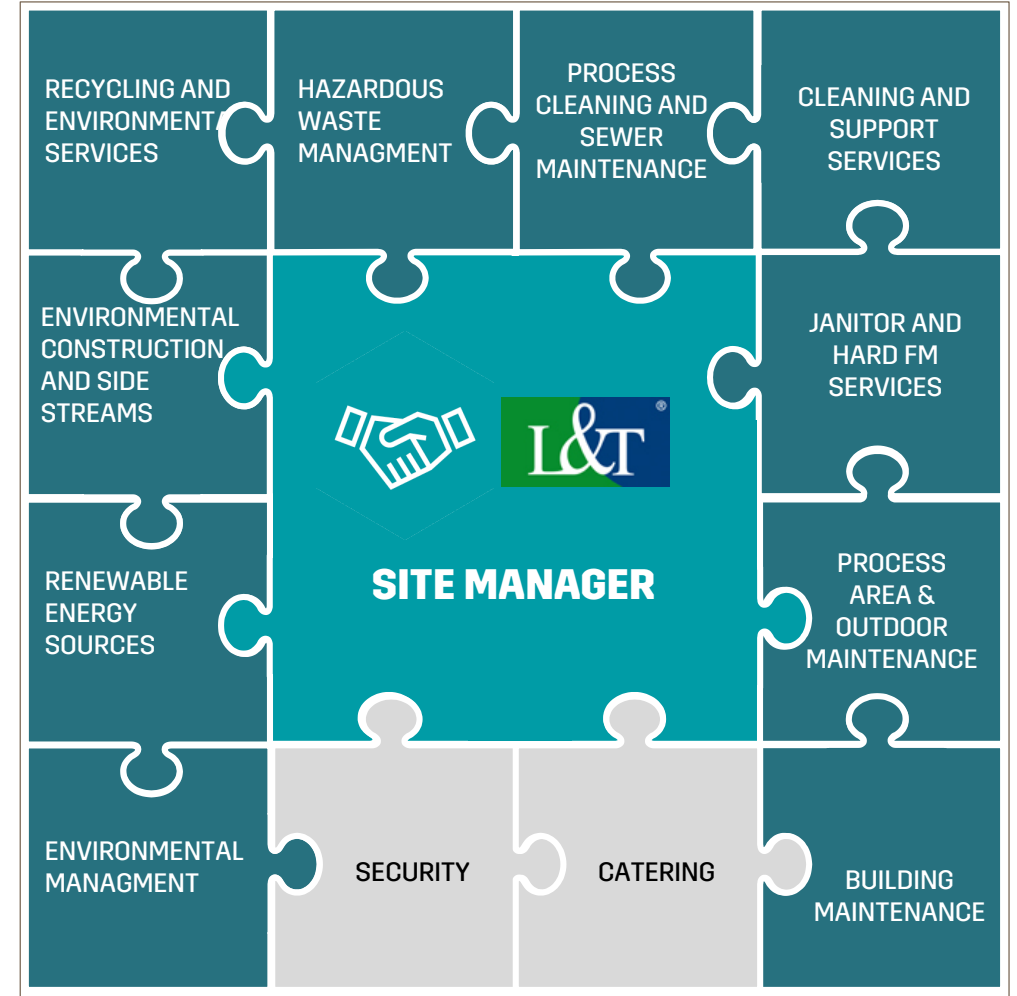 RECYCLING AND
ENVIRONMENTA
SERVICES
HAZARDOUS
WASTE
MANAGMENT
PROCESS
CLEANING AND
SEWER
MAINTENANCE
CLEANING AND
SUPPORT
SERVICES
ENVIRONMENTAL
CONSTRUCTION
AND SIDE
STREAMS
L&T®
SITE MANAGER
JANITOR AND
HARD FM
SERVICES
RENEWABLE
ENERGY
SOURCES
PROCESS
AREA &
OUTDOOR
MAINTENANCE
ENVIRONMENTAL
MANAGMENT
SECURITY
CATERING
BUILDING
MAINTENANCE